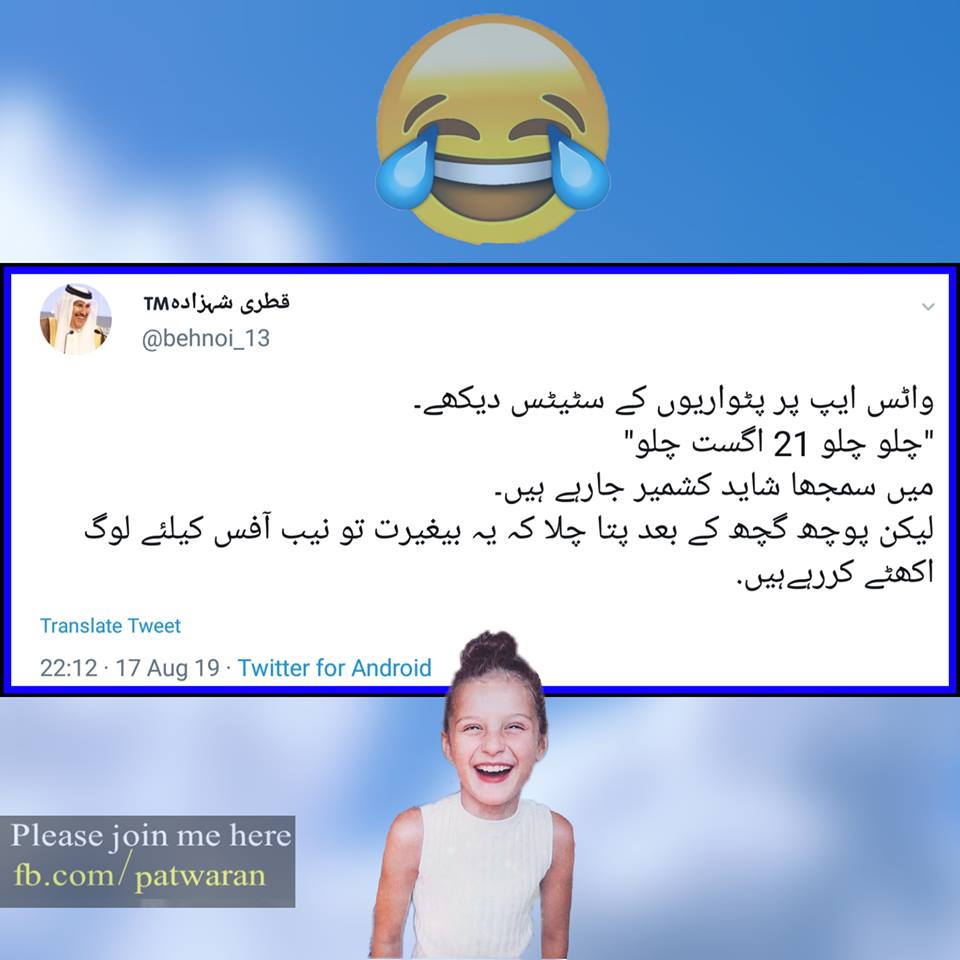 قطری شہزادہ™
@behnoi_13
واٹس ایپ پر پٹواریوں کے سٹیٹس دیکھے۔
"چلو چلو 21 اگست چلو"
میں سمجھا شاید کشمیر جارہے ہیں۔
لیکن پوچھ گچھ کے بعد پتا چلا کہ یہ بیغیرت تو نیب آفس کیلئے لوگ
اکھٹے کررہےہیں.
Translate Tweet
22:12 · 17 Aug 19 · Twitter for Android
Please join me here
fb.com/patwaran